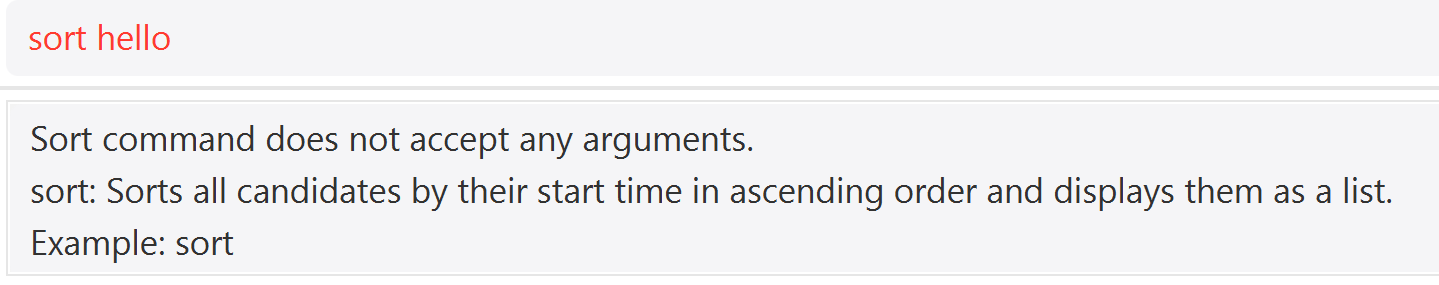 sort hello
Sort command does not accept any arguments.
sort: Sorts all candidates by their start time in ascending order and displays them as a list.
Example: sort